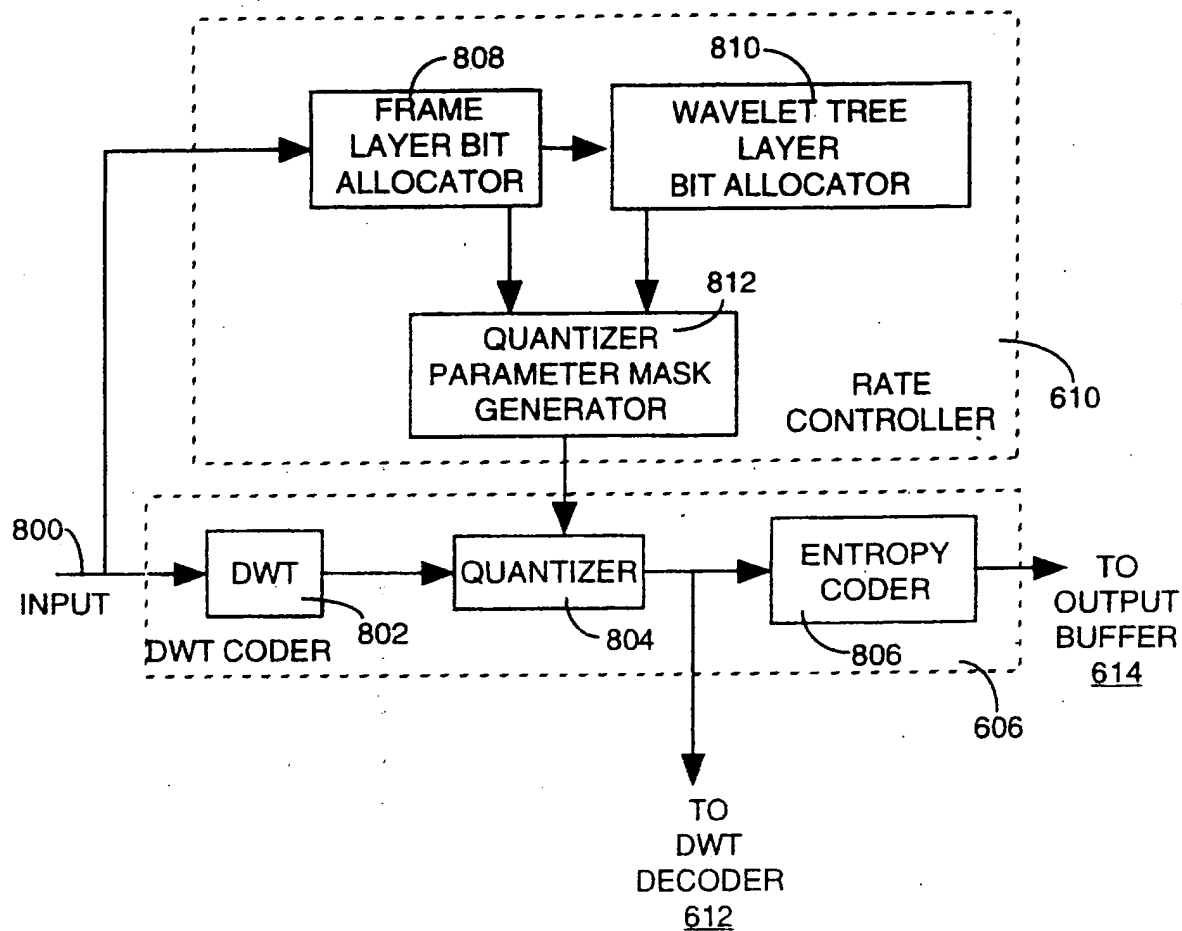 808
810
FRAME
LAYER BIT
ALLOCATOR
WAVELET TREE
LAYER
BIT ALLOCATOR
812
QUANTIZER
PARAMETER MASK
GENERATOR
RATE
CONTROLLER
610
800
INPUT
DWT
802
DWT CODER
QUANTIZER
804
ENTROPY
CODER
806
TO
OUTPUT
BUFFER
614
606
TO
DWT
DECODER
612